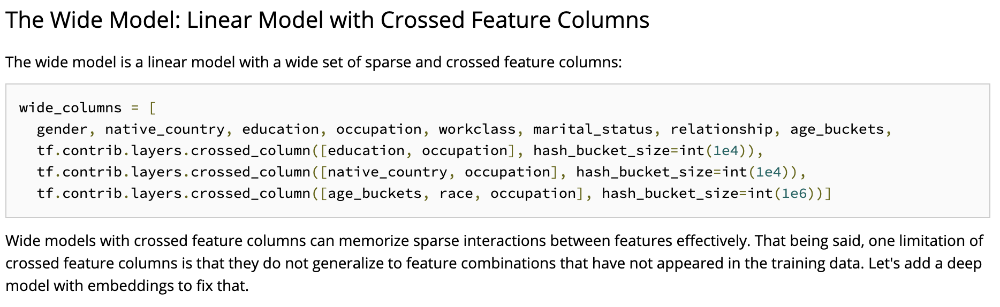 The Wide Model: Linear Model with Crossed Feature Columns
The wide model is a linear model with a wide set of sparse and crossed feature columns:
wide_columns = [
  gender, native_country, education, occupation, workclass, marital_status, relationship, age_buckets,
  tf.contrib.layers.crossed_column([education, occupation], hash_bucket_size=int(1e4)),
  tf.contrib.layers.crossed_column([native_country, occupation], hash_bucket_size=int(1e4)),
  tf.contrib.layers.crossed_column([age_buckets, race, occupation], hash_bucket_size=int(1e6))]
Wide models with crossed feature columns can memorize sparse interactions between features effectively. That being said, one limitation of
crossed feature columns is that they do not generalize to feature combinations that have not appeared in the training data. Let's add a deep
model with embeddings to fix that.